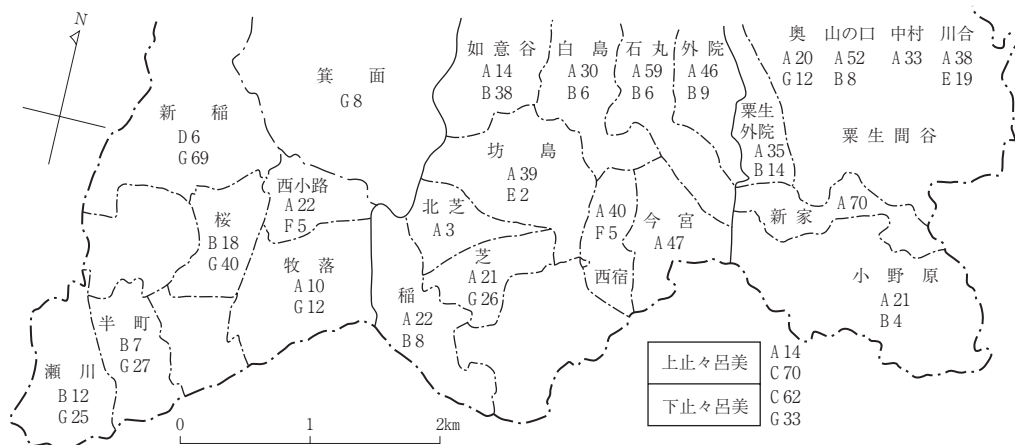 N
如意谷
A14
B38
白島
A30
B6
石丸
A59
B6
外院
A46
B9
奥
A20
G12
山の口
A52
B8
中村
A33
川合
A38
E19
箕面
G8
新稲
D6
G69
粟生
外院
A35
B14
粟生間谷
坊島
A39
E2
西小路
A22
F5
桜
B18
G40
北芝
A3
A40
F5
西宿
今宮
A47
新家
A70
牧落
A10
G12
芝
A21
G26
稲
A22
B8
小野原
A21
B4
半町
B7
G27
瀬川
B12
G25
上止々呂美
A14
C70
下止々呂美
C62
G33
0 1 2km